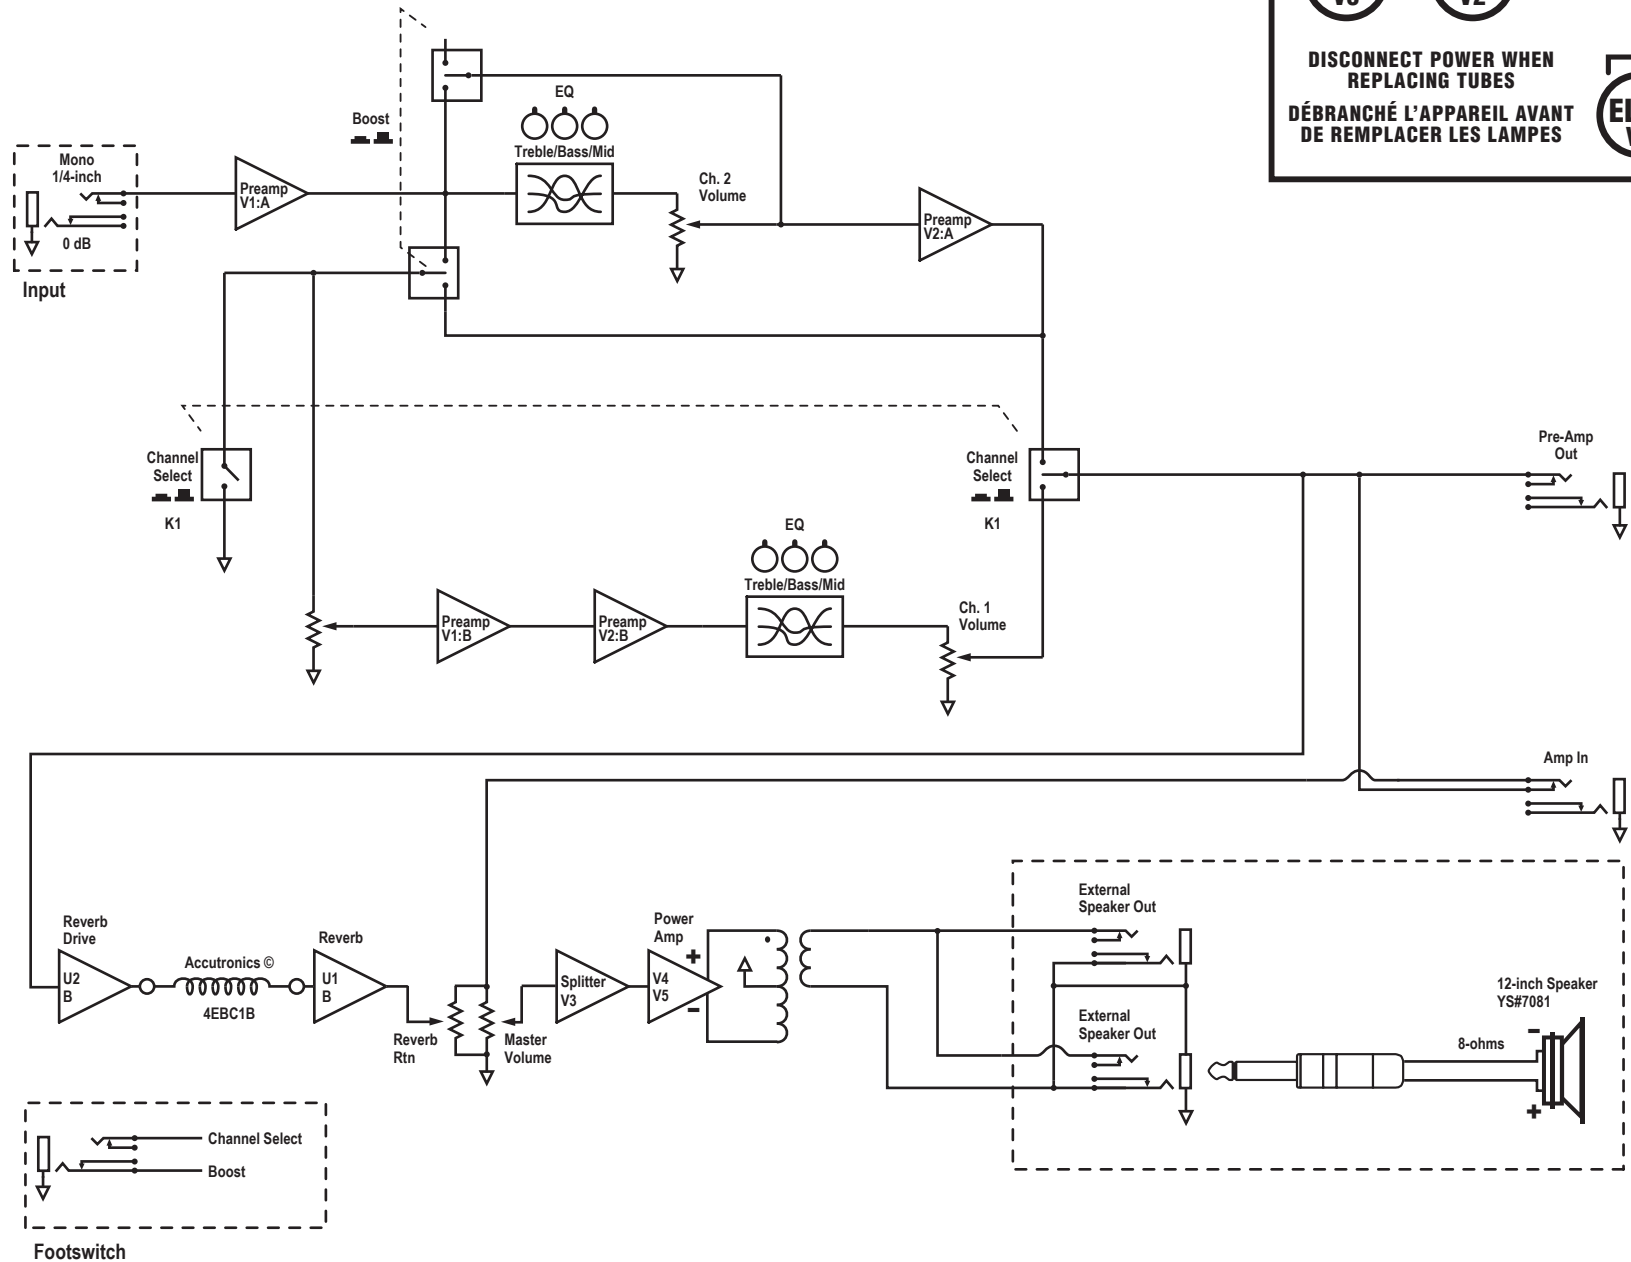 V3
V2
DISCONNECT POWER WHEN
REPLACING TUBES
DÉBRANCHÉ L'APPAREIL AVANT
DE REMPLACER LES LAMPES
Boost
EQ
Treble/Bass/Mid
Mono
1/4-inch
0 dB
Input
Preamp
V1:A
Ch. 2
Volume
Preamp
V2:A
Channel
Select
K1
Channel
Select
K1
Pre-Amp
Out
EQ
Treble/Bass/Mid
Preamp
V1:B
Preamp
V2:B
Ch. 1
Volume
Amp In
Reverb
Drive
U2
B
Accutronics ©
4EBC1B
Reverb
U1
B
Reverb
Rtn
Master
Volume
Splitter
V3
Power
Amp
V4
V5
+
-
External
Speaker Out
External
Speaker Out
12-inch Speaker
YS#7081
8-ohms
-
+
Channel Select
Boost
Footswitch